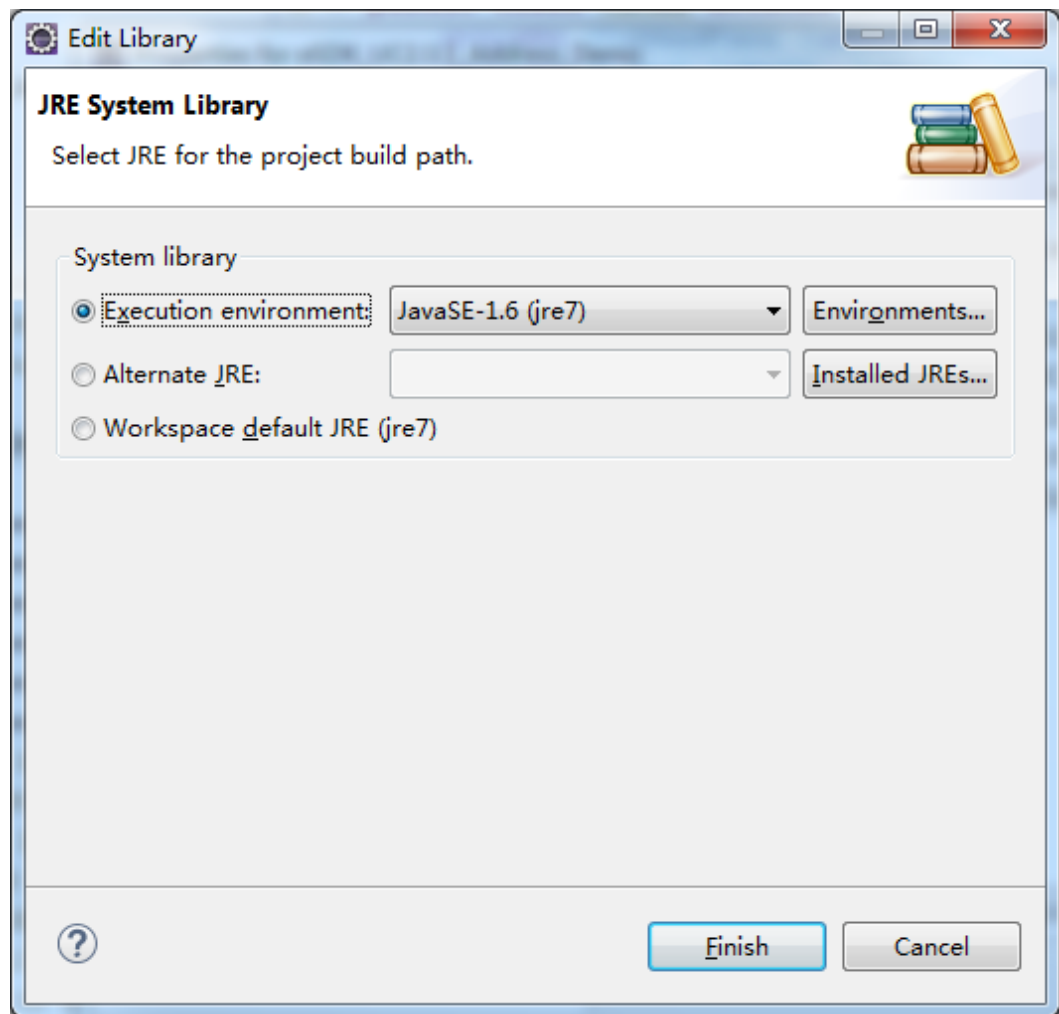 Edit Library
JRE System Library
Select JRE for the project build path.
System library
Execution environment: JavaSE-1.6 (jre7) Environments...
Alternate JRE: Installed JREs...
Workspace default JRE (jre7)
Finish Cancel